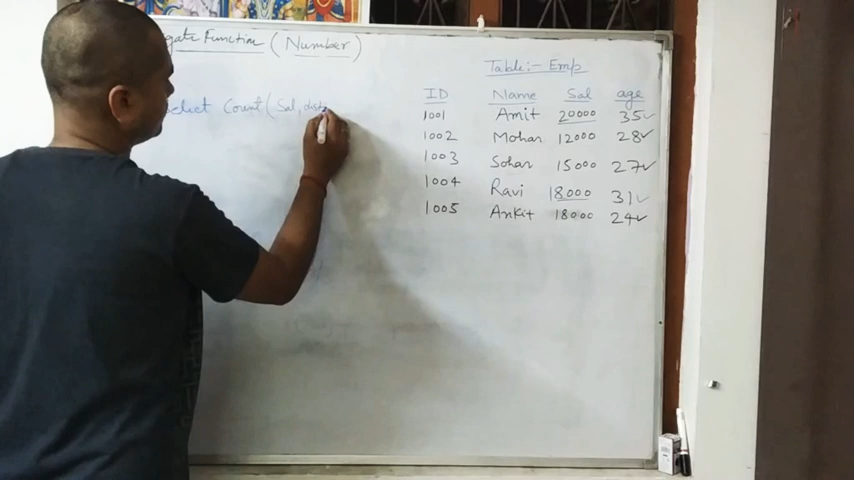 gate Function (Number)
Table:- Emp
ID Name Sal age
Select Count (Sal, dist
1001 Amit 20000 35
1002 Mohan 12000 28
1003 Sohan 15000 27
1004 Ravi 18000 31
1005 Ankit 18000 24